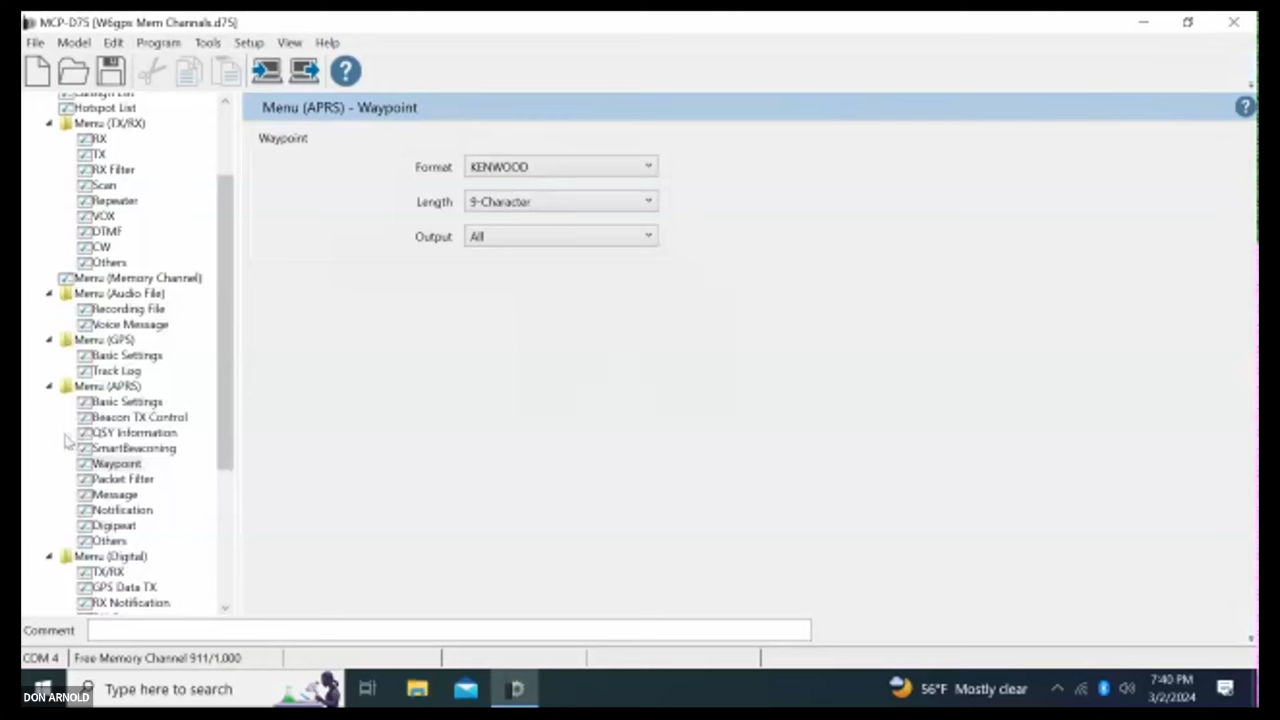 MCP-D75 [W6gps Mem Channels.d75]
File Model Edit Program Tools Setup View Help
Hotspot List
Menu (TX/RX)
RX
TX
RX Filter
Scan
Repeater
VOX
DTMF
CW
Others
Menu (Memory Channel)
Menu (Audio File)
Recording File
Voice Message
Menu (GPS)
Basic Settings
Track Log
Menu (APRS)
Basic Settings
Beacon TX Control
QSY Information
SmartBeaconing
Waypoint
Packet Filter
Message
Notification
Digipeat
Others
Menu (Digital)
TX/RX
GPS Data TX
RX Notification
Menu (APRS) - Waypoint
Waypoint
Format KENWOOD
Length 9-Character
Output All
Comment
COM 4 Free Memory Channel 911/1,000
Type here to search
56°F Mostly clear
7:40 PM
3/2/2024
DON ARNOLD